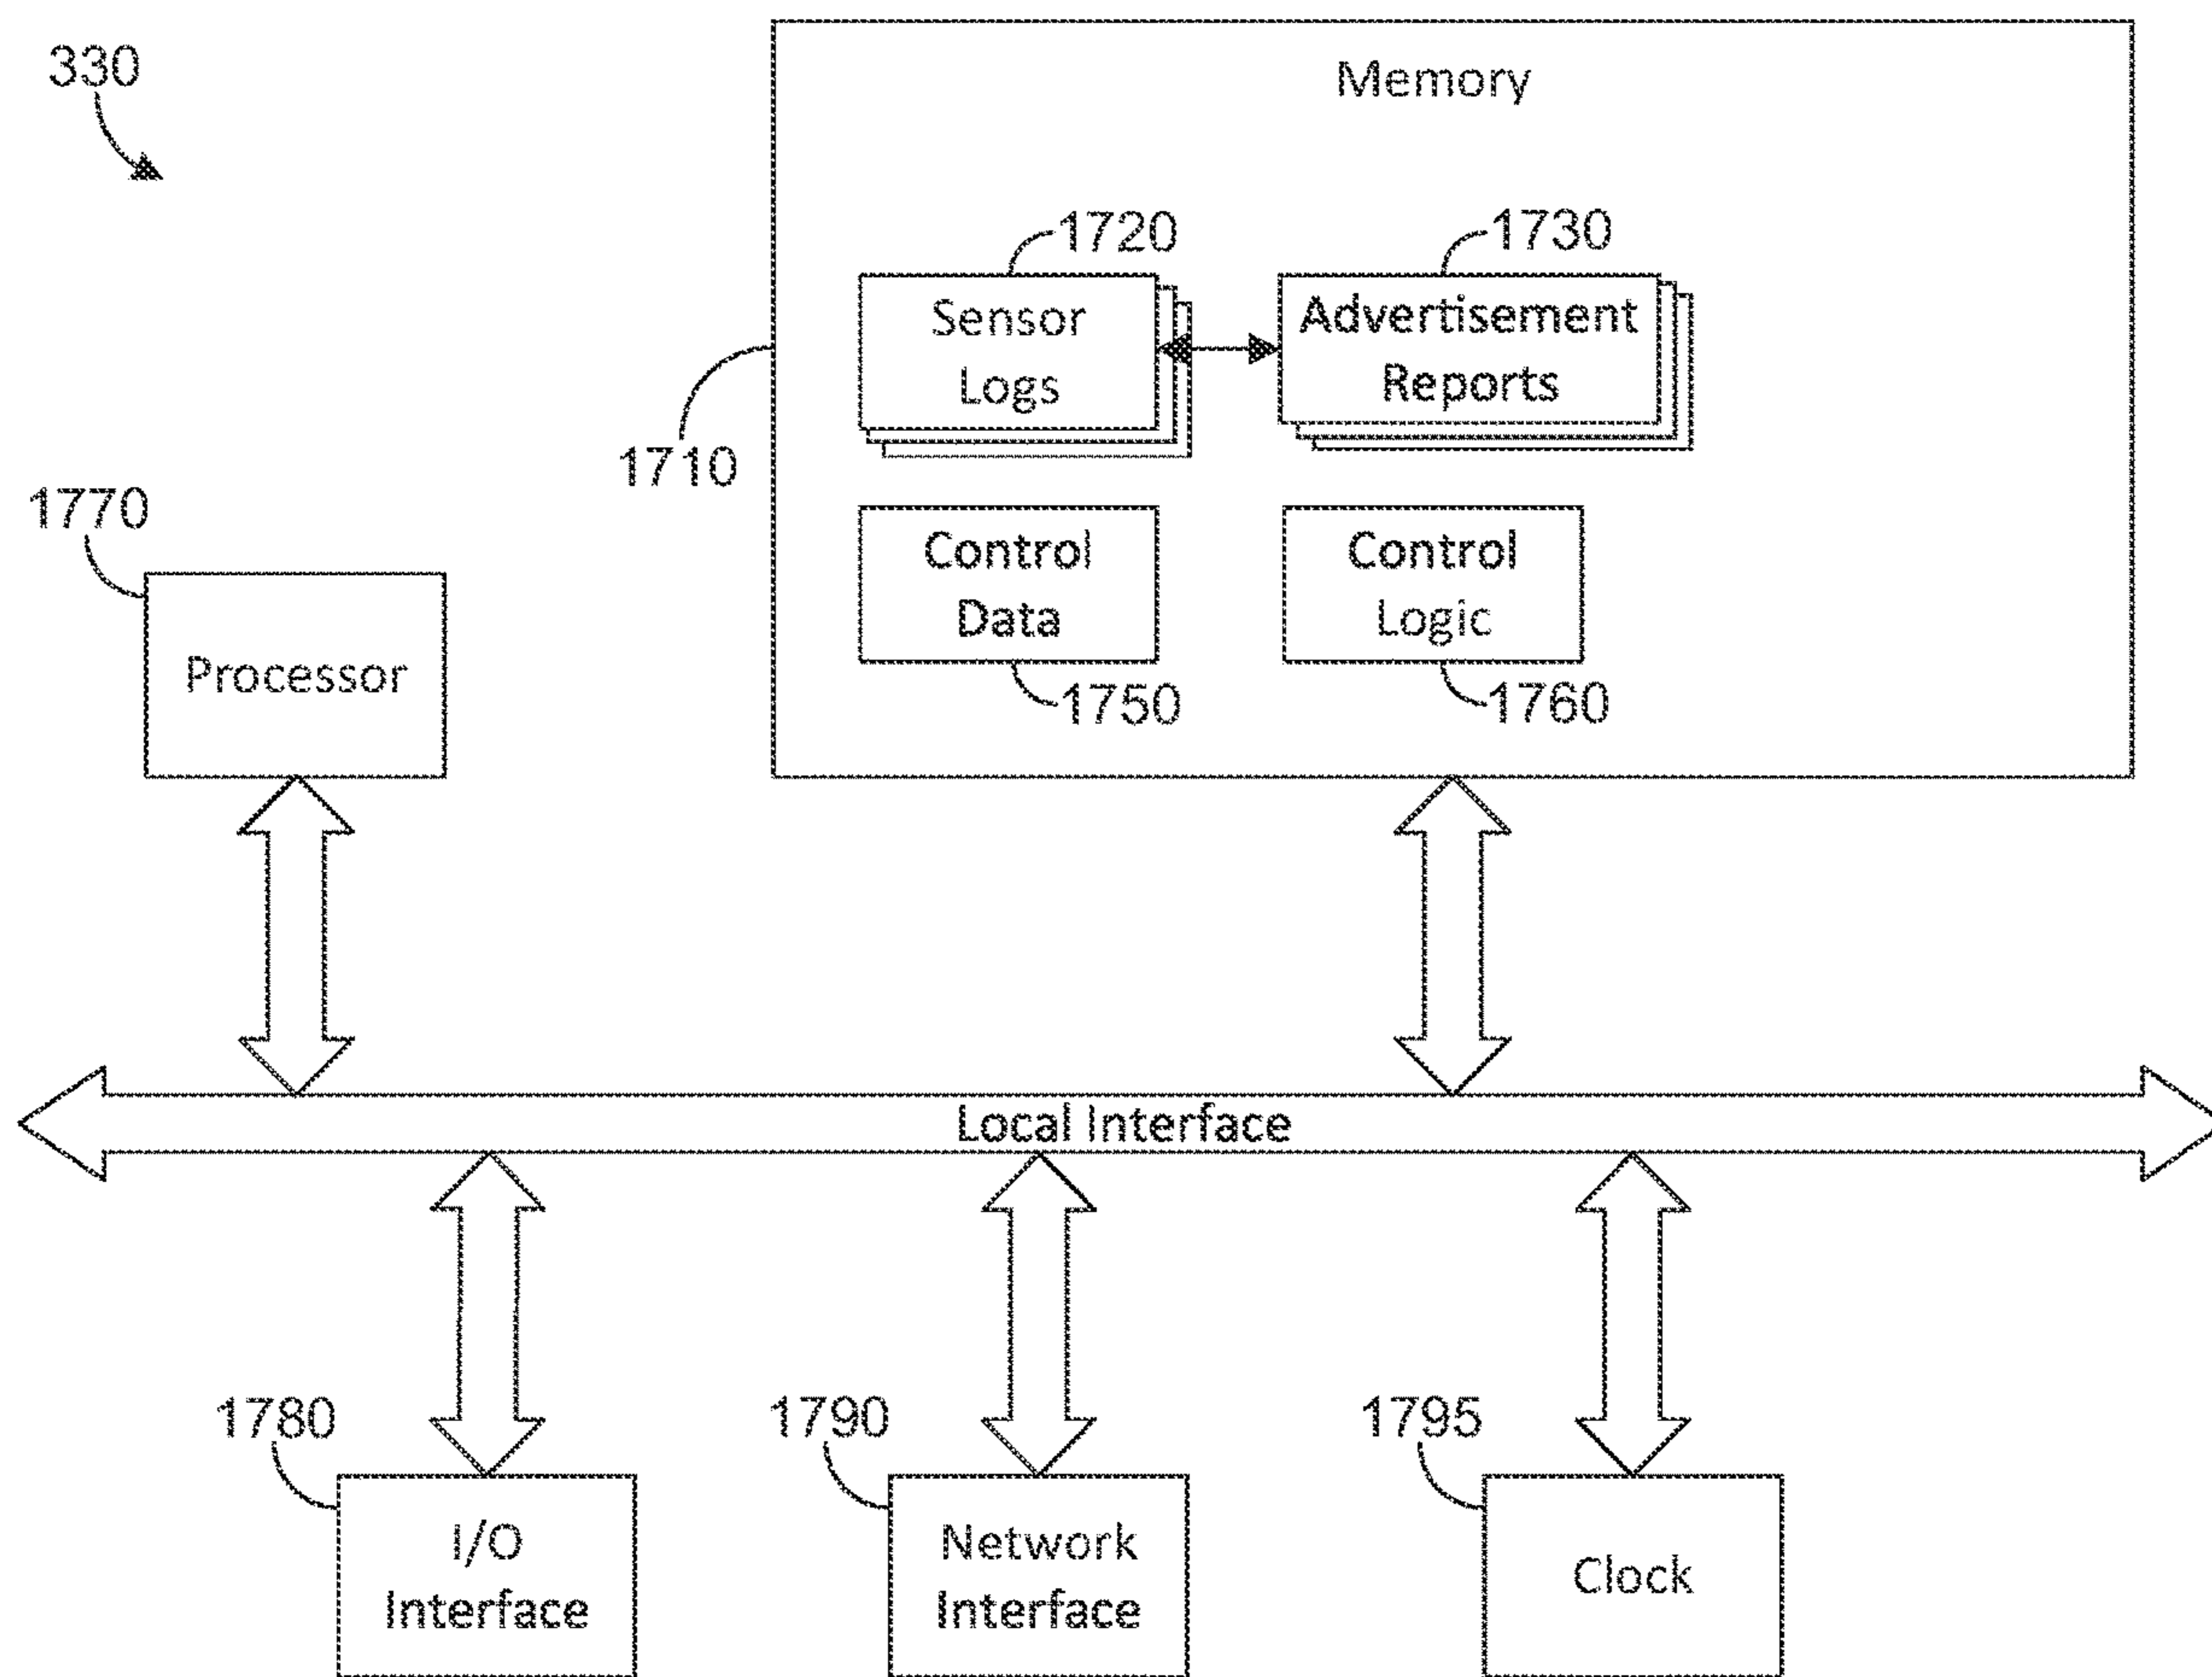 330
Memory
1720
1730
Sensor
Logs
Advertisement
Reports
1710
1770
Control
Data
Control
Logic
Processor
1750
1760
Local Interface
1780
1790
1795
I/O
Interface
Network
Interface
Clock